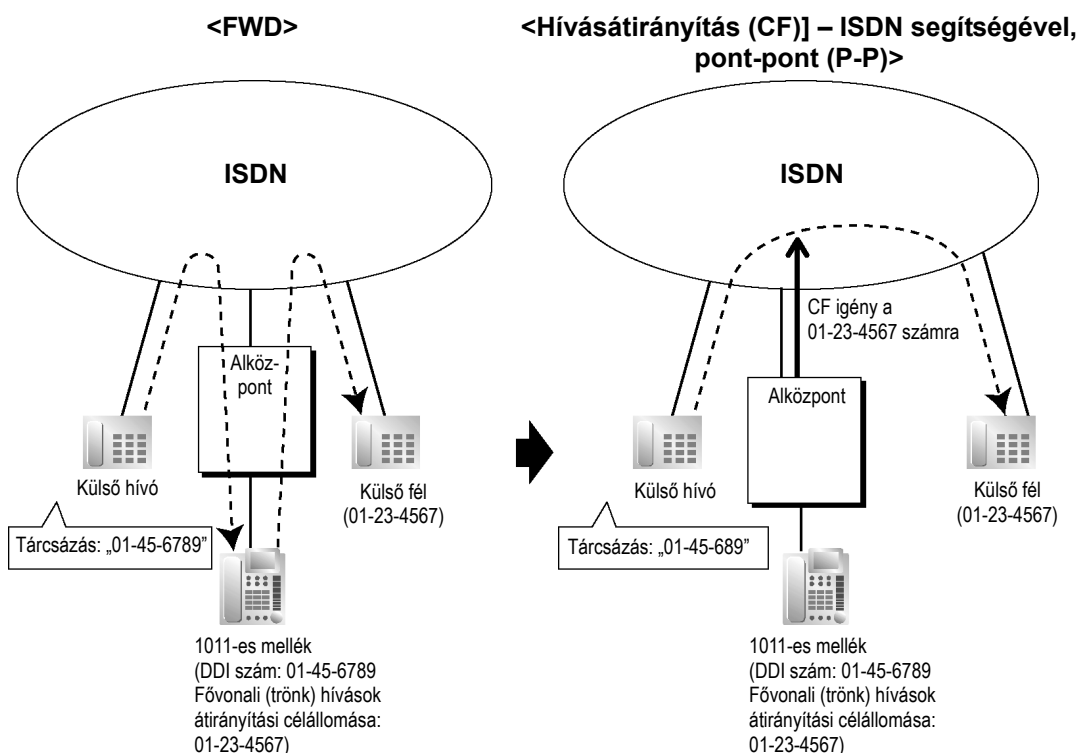 <FWD>
ISDN
Alköz-
pont
Külső hívó
Külső fél
(01-23-4567)
Tárcsázás: „01-45-6789”
1011-es mellék
(DDI szám: 01-45-6789
Fővonali (trönk) hívások
átirányítási célállomása:
01-23-4567)
<Hívásátirányítás (CF)] – ISDN segítségével,
pont-pont (P-P)>
ISDN
CF igény a
01-23-4567 számra
Alközpont
Külső hívó
Külső fél
(01-23-4567)
Tárcsázás: „01-45-689”
1011-es mellék
(DDI szám: 01-45-6789
Fővonali (trönk) hívások
átirányítási célállomása:
01-23-4567)